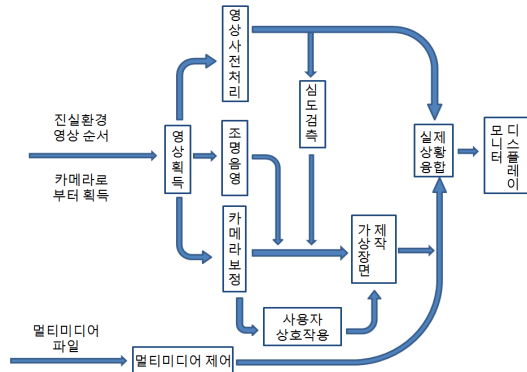 영상사전처리
심도검측
진실환경
영상 순서
카메라로
부터 획득
영상획득
조명음영
실제
상황
융합
디스플레이
모니터
카메라보정
제작
가상장면
사용자
상호작용
멀티미디어
파일
멀티미디어 제어